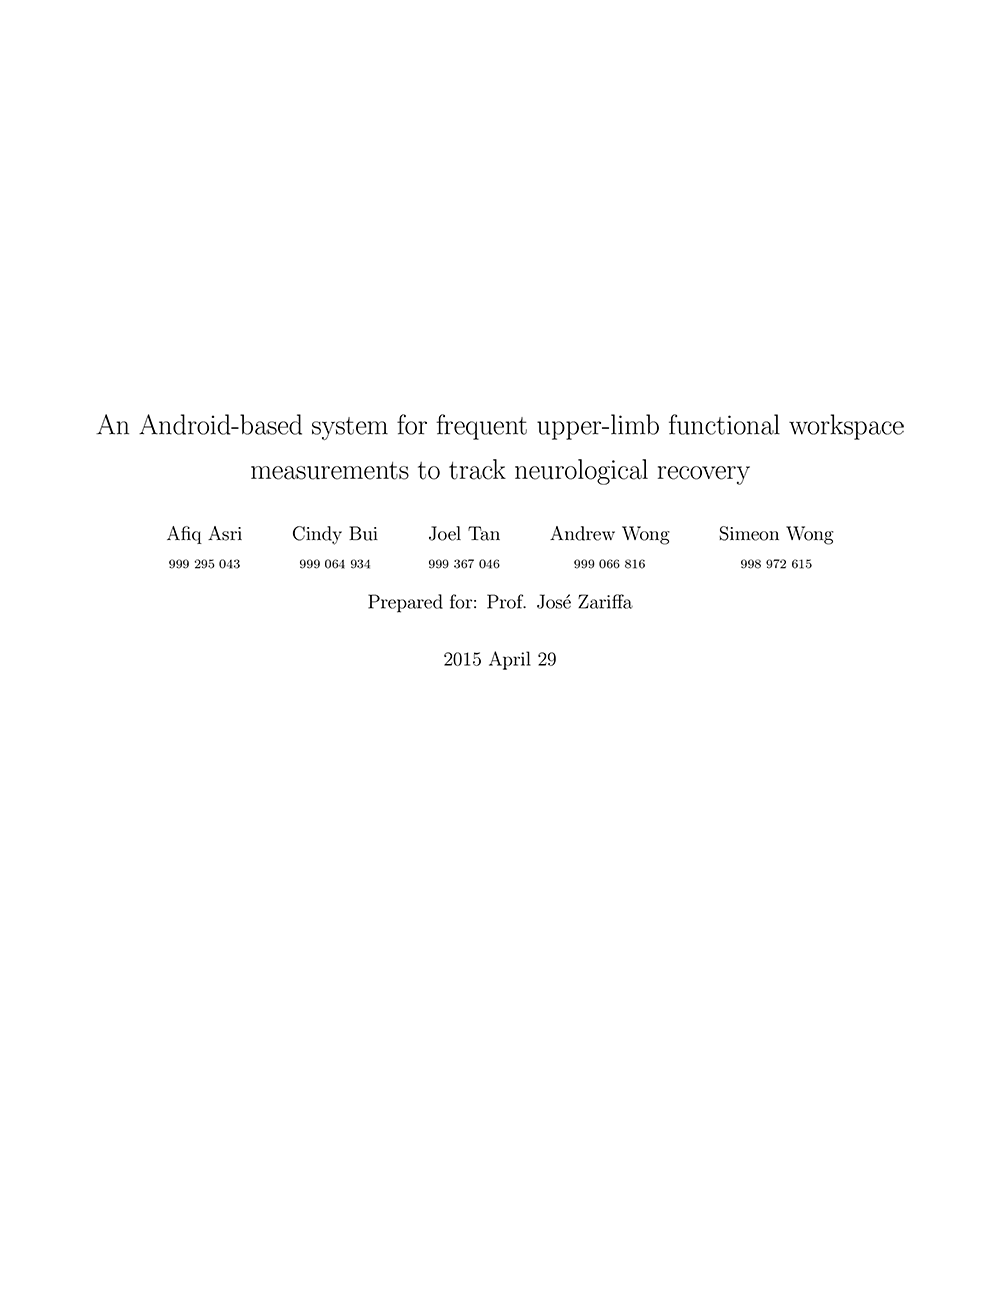 An Android-based system for frequent upper-limb functional workspace
measurements to track neurological recovery
Afiq Asri Cindy Bui Joel Tan Andrew Wong Simeon Wong
999 295 043 999 064 934 999 367 046 999 066 816 998 972 615
Prepared for: Prof. José Zariffa
2015 April 29